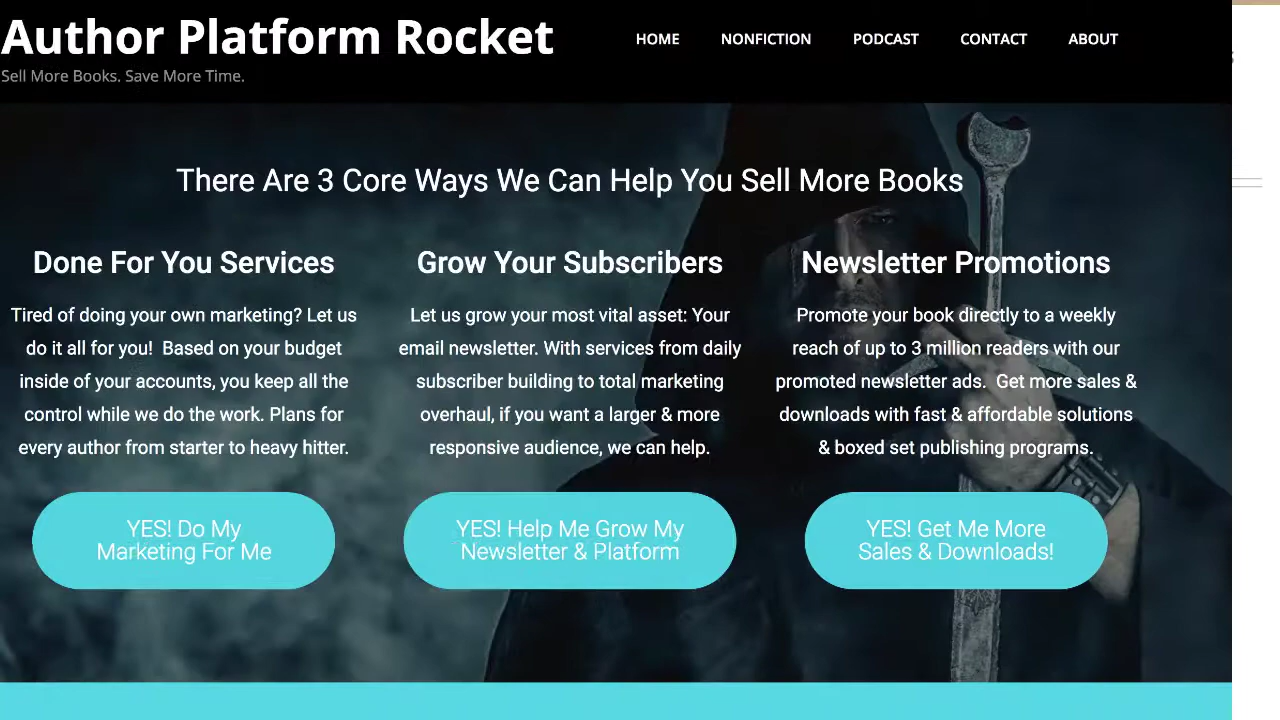 Author Platform Rocket
Sell More Books. Save More Time.
HOME NONFICTION PODCAST CONTACT ABOUT
There Are 3 Core Ways We Can Help You Sell More Books
Done For You Services
Tired of doing your own marketing? Let us
do it all for you!  Based on your budget
inside of your accounts, you keep all the
control while we do the work. Plans for
every author from starter to heavy hitter.
YES! Do My
Marketing For Me
Grow Your Subscribers
Let us grow your most vital asset: Your
email newsletter. With services from daily
subscriber building to total marketing
overhaul, if you want a larger & more
responsive audience, we can help.
YES! Help Me Grow My
Newsletter & Platform
Newsletter Promotions
Promote your book directly to a weekly
reach of up to 3 million readers with our
promoted newsletter ads.  Get more sales &
downloads with fast & affordable solutions
& boxed set publishing programs.
YES! Get Me More
Sales & Downloads!